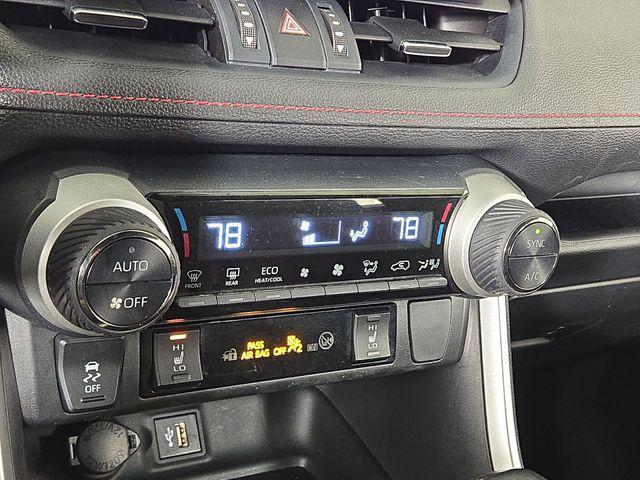 78
78
AUTO
OFF
SYNC
A/C
FRONT
REAR
ECO
HEAT/COOL
HI
LO
PASS
AIR BAG OFF
2
HI
LO
OFF